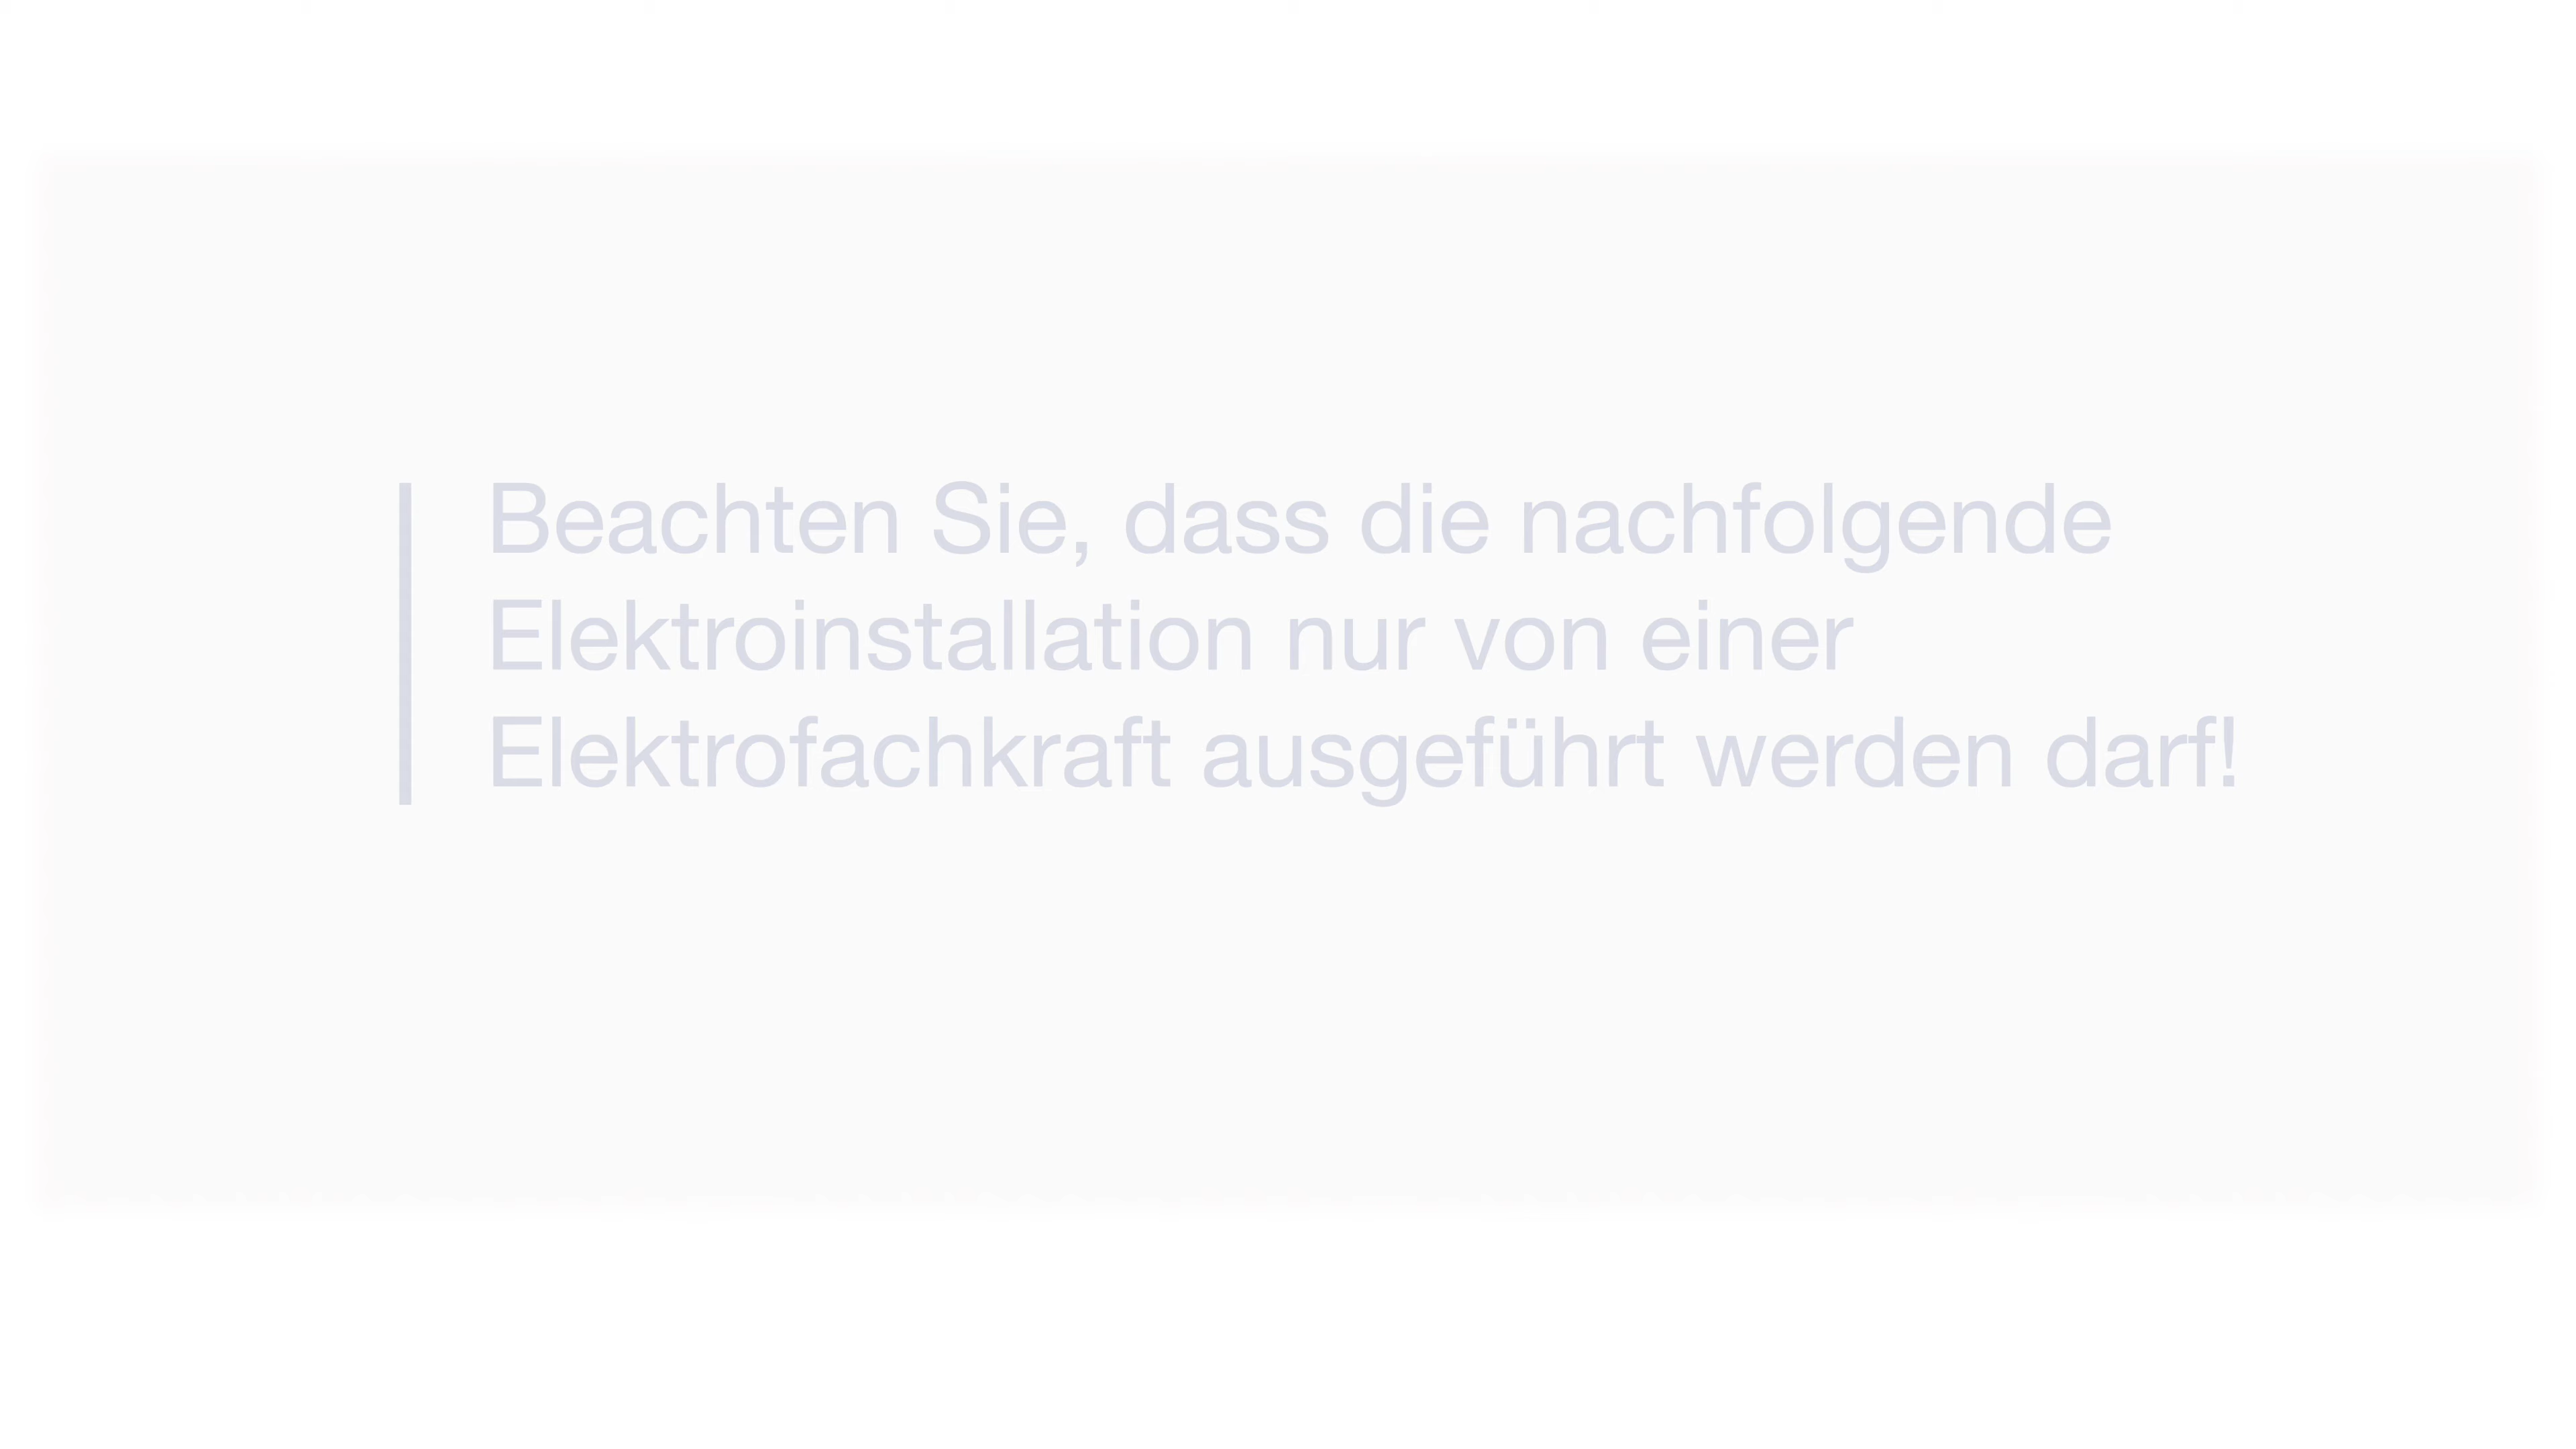 Beachten Sie, dass die nachfolgende
Elektroinstallation nur von einer
Elektrofachkraft ausgeführt werden darf!